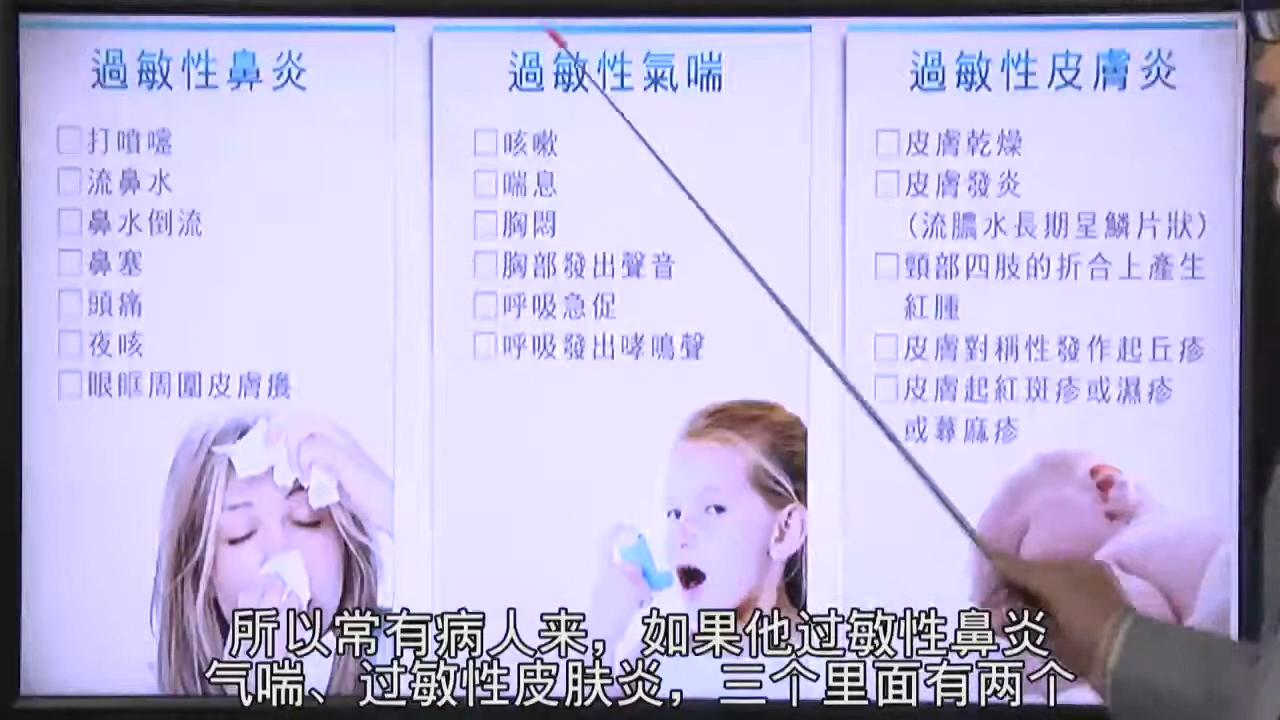 過敏性鼻炎
打噴嚏
流鼻水
鼻水倒流
鼻塞
頭痛
夜咳
眼眶周圍皮膚癢
過敏性氣喘
咳嗽
喘息
胸悶
胸部發出聲音
呼吸急促
呼吸發出哮鳴聲
過敏性皮膚炎
皮膚乾燥
皮膚發炎
（流膿水長期呈鱗片狀）
頸部四肢的折合上產生
紅腫
皮膚對稱性發作起丘疹
皮膚起紅斑疹或濕疹
或蕁麻疹
所以常有病人来，如果他过敏性鼻炎
气喘、过敏性皮肤炎，三个里面有两个